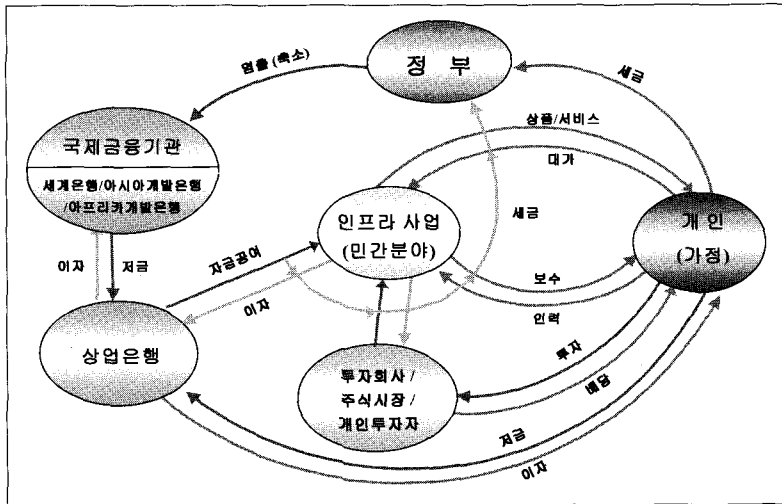 정 부
염출 (축소)
세금
국제금융기관
세계은행/아시아개발은행
/아프리카개발은행
상품/서비스
대가
인프라 사업
(민간분야)
세금
개 인
(가정)
이자
저금
자금공여
이자
보수
인력
상업은행
투자회사 /
주식시장 /
개인투자자
투자
배당
저금
이자